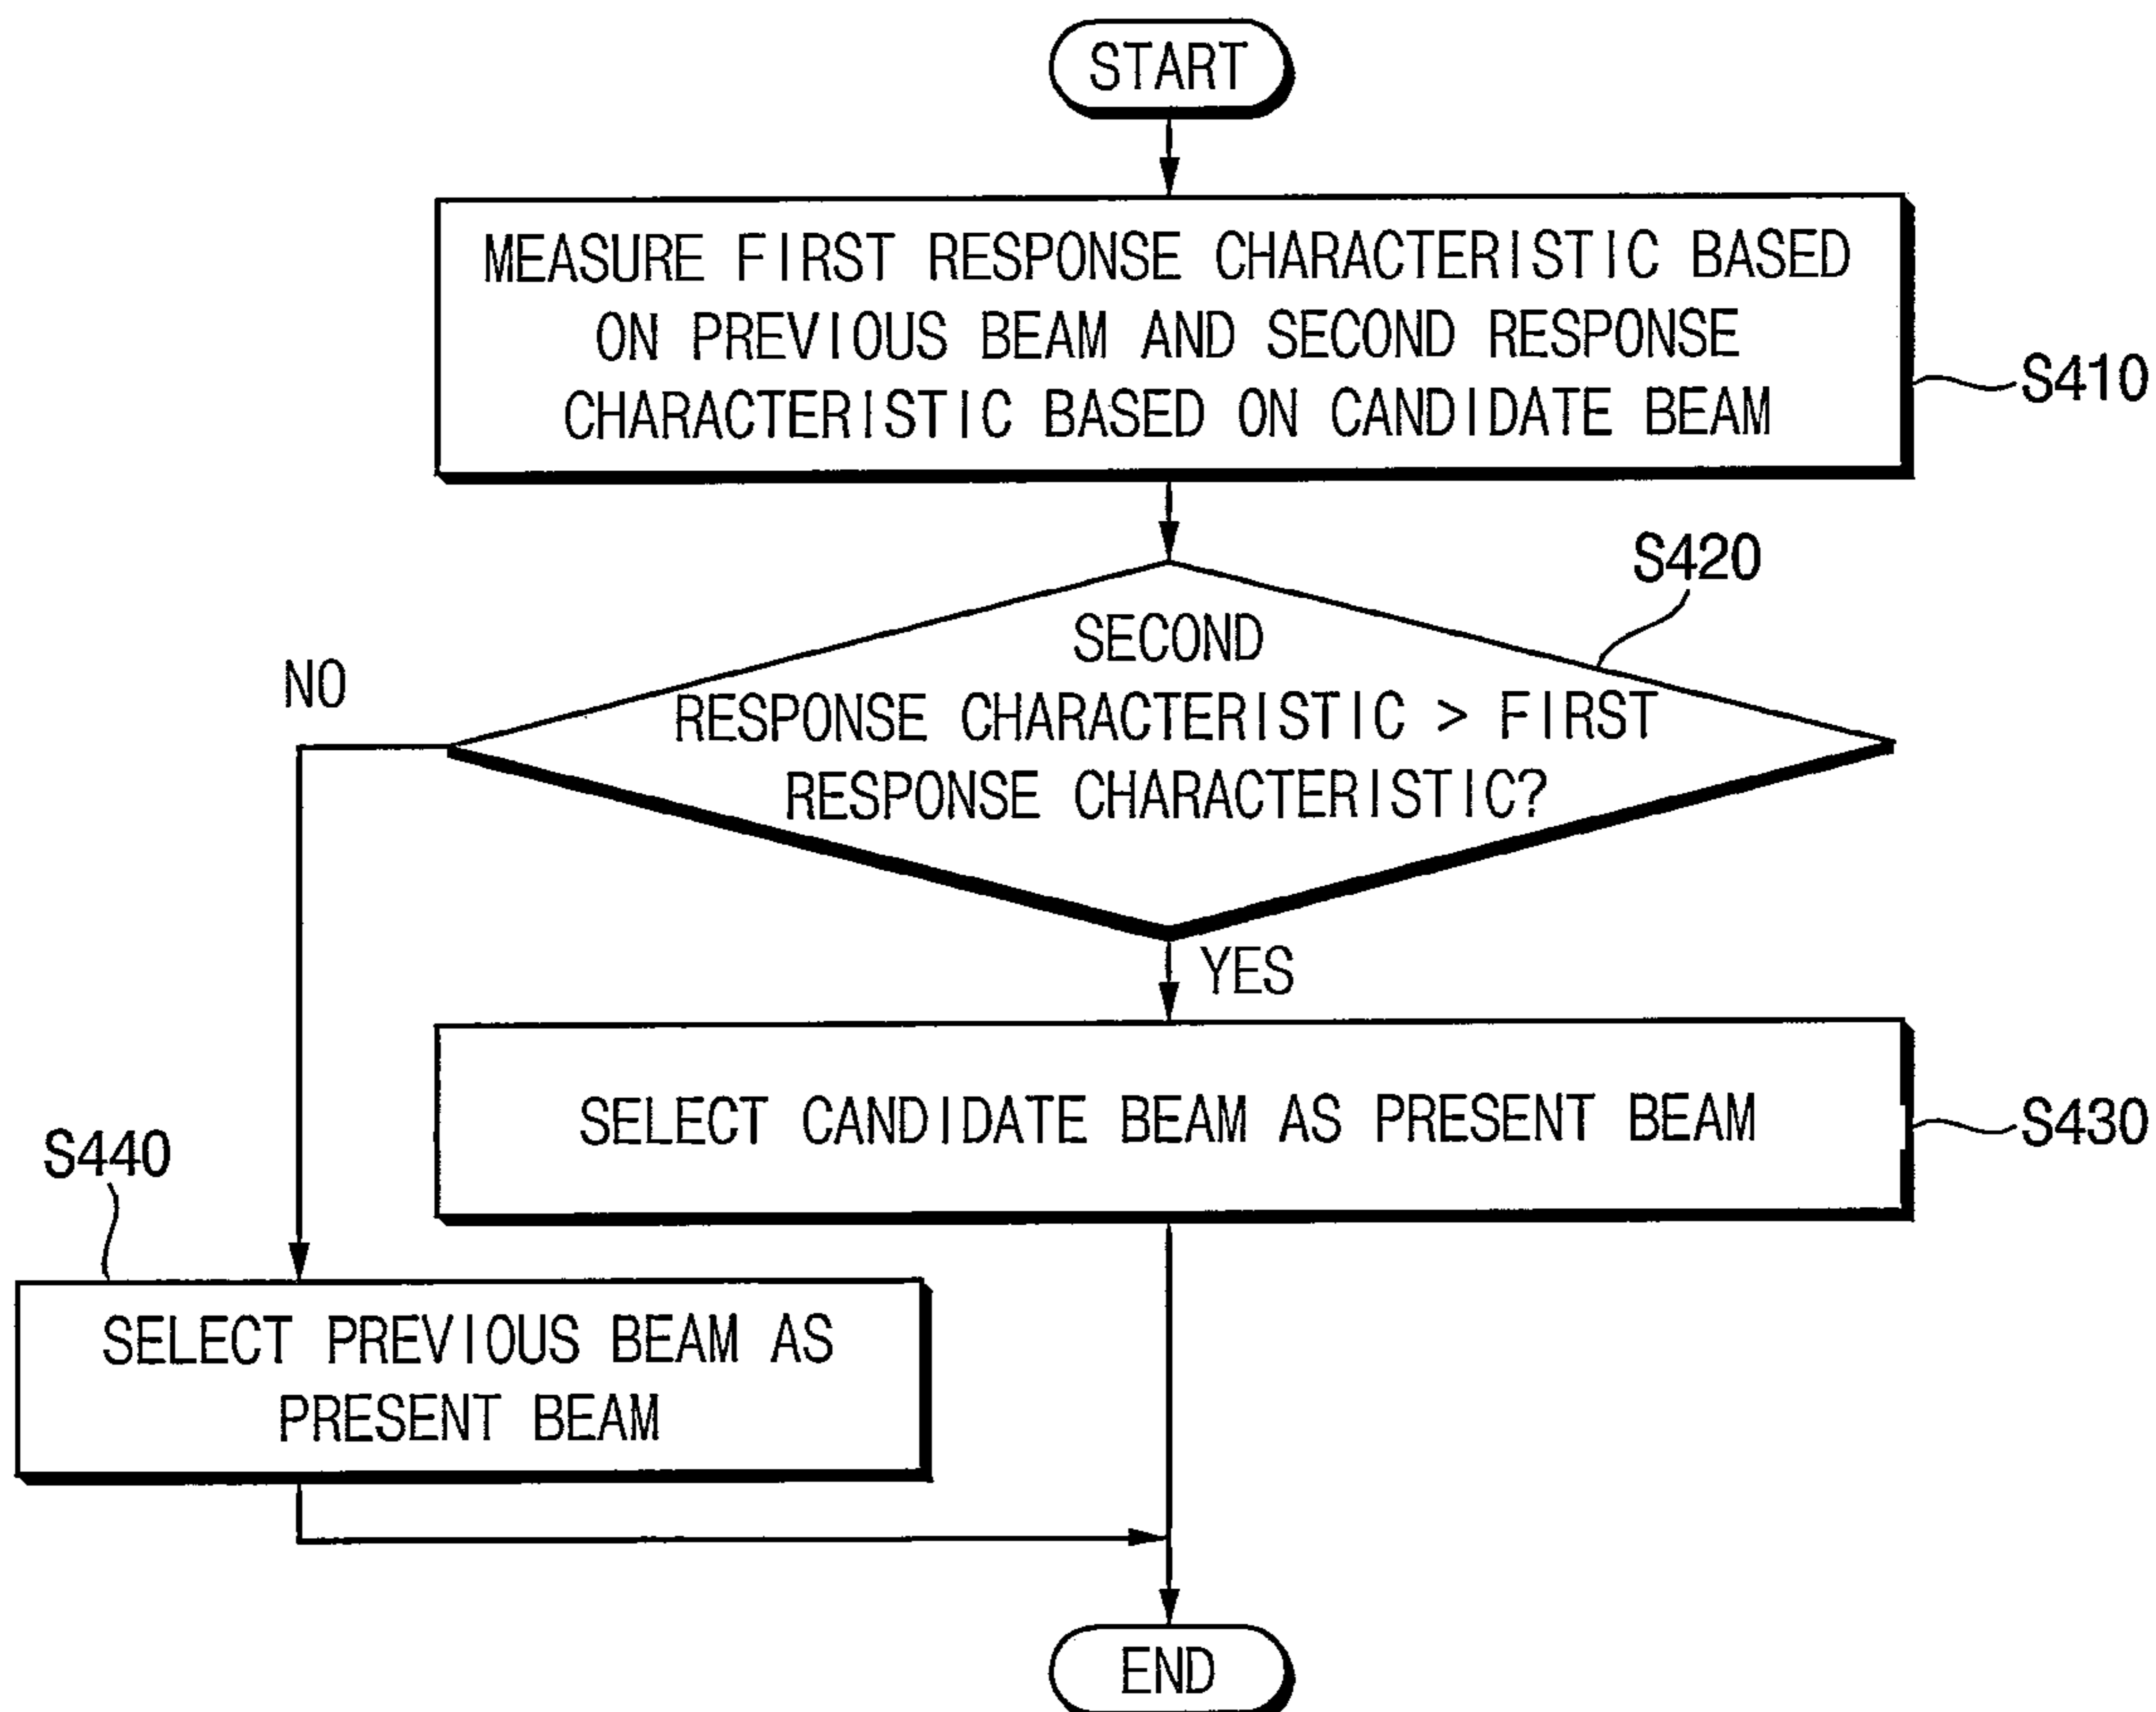 START
MEASURE FIRST RESPONSE CHARACTERISTIC BASED
ON PREVIOUS BEAM AND SECOND RESPONSE
CHARACTERISTIC BASED ON CANDIDATE BEAM
S410
S420
SECOND
RESPONSE CHARACTERISTIC > FIRST
RESPONSE CHARACTERISTIC?
NO
YES
SELECT CANDIDATE BEAM AS PRESENT BEAM
S430
S440
SELECT PREVIOUS BEAM AS
PRESENT BEAM
END